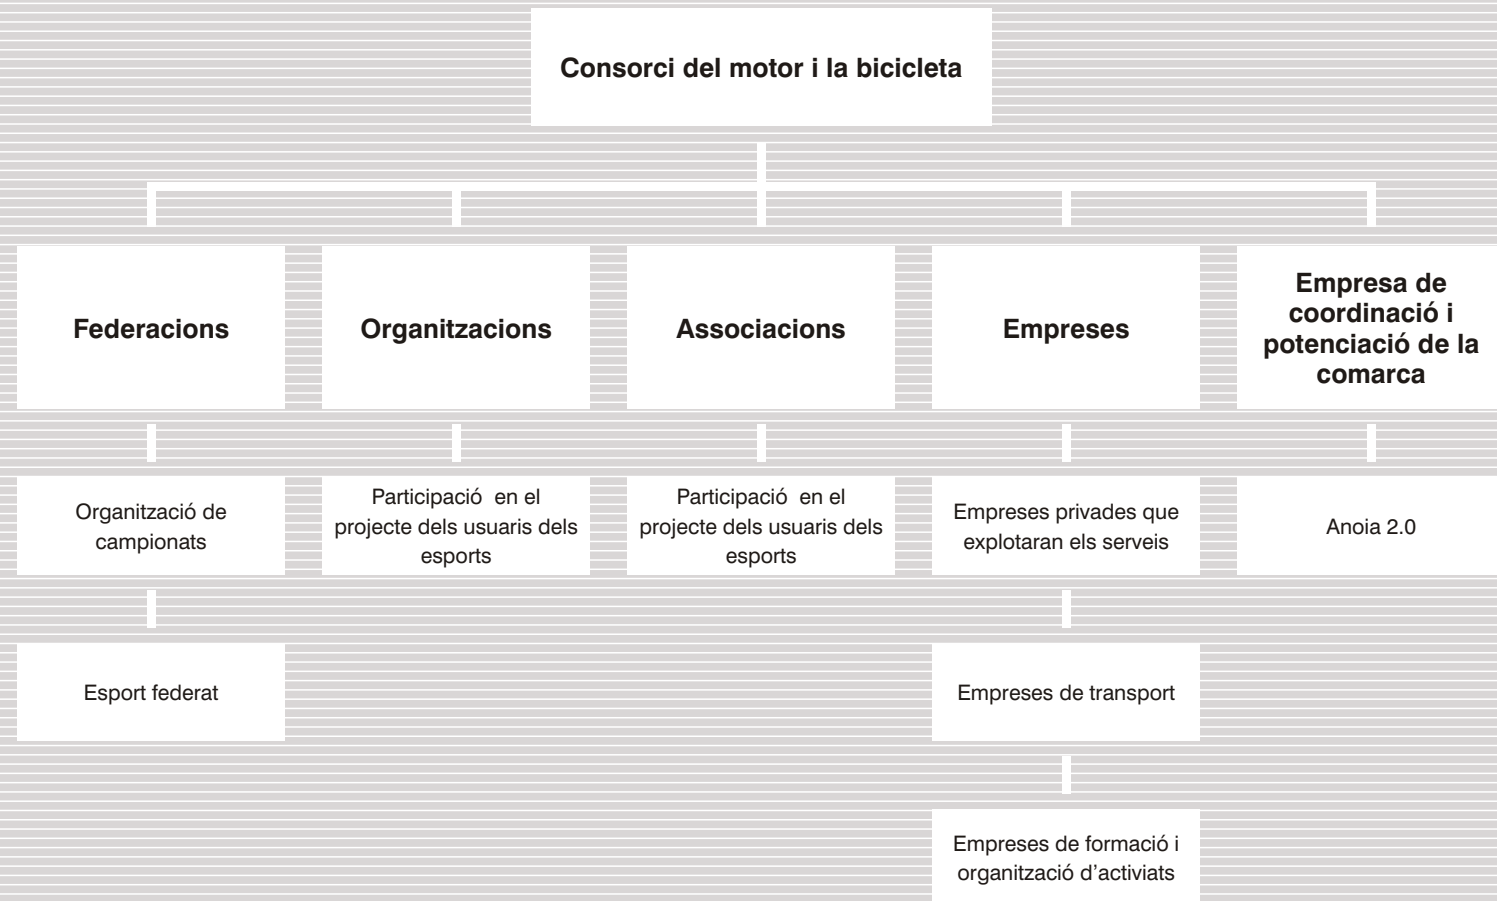 Consorci del motor i la bicicleta
Federacions
Organitzacions
Associacions
Empreses
Empresa de
coordinació i
potenciació de la
comarca
Organització de
campionats
Participació en el
projecte dels usuaris dels
esports
Participació en el
projecte dels usuaris dels
esports
Empreses privades que
explotaran els serveis
Anoia 2.0
Esport federat
Empreses de transport
Empreses de formació i
organització d’activiats